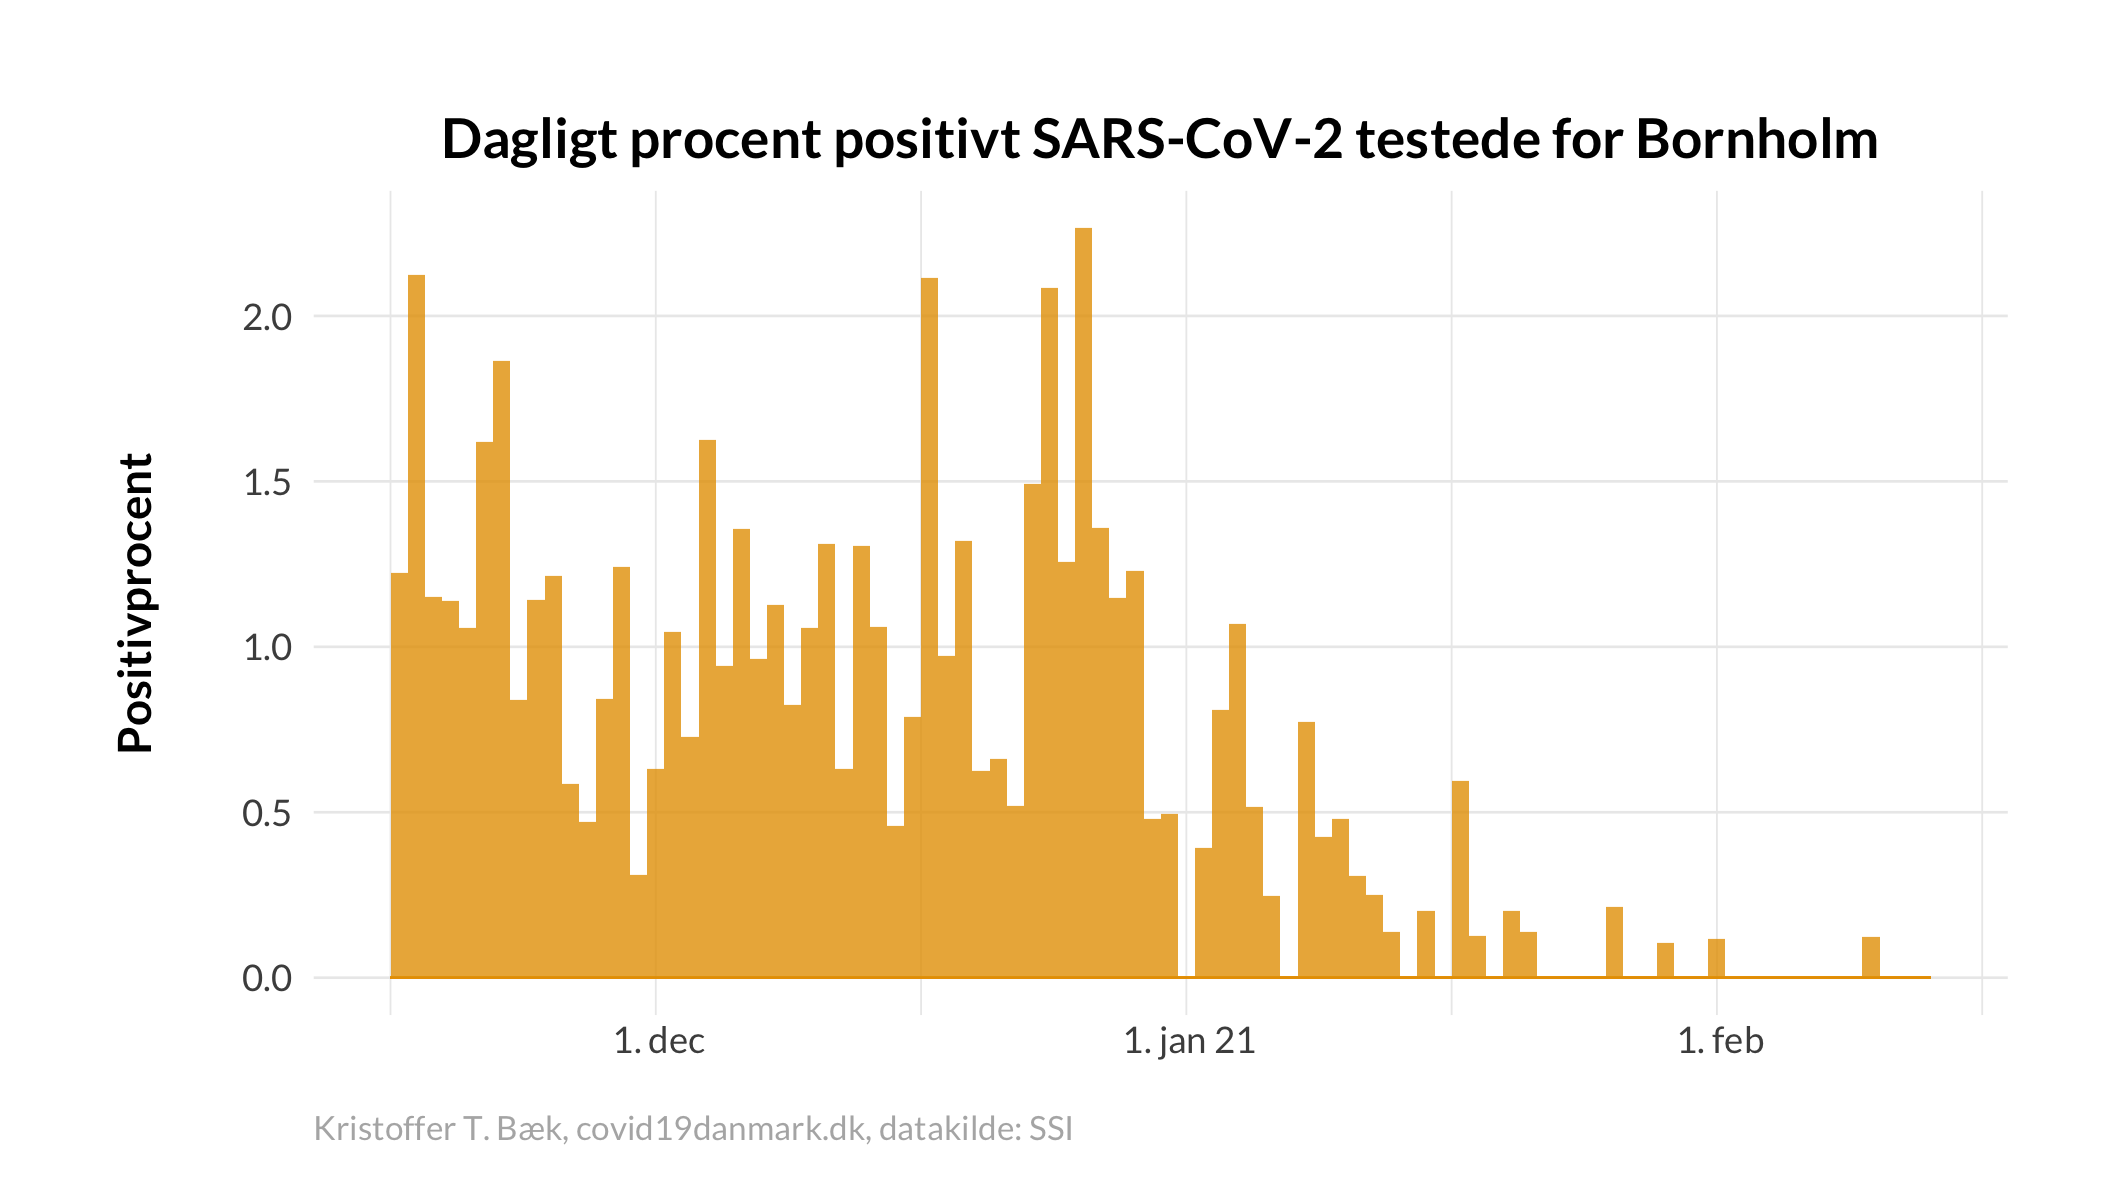 Dagligt procent positivt SARS-CoV-2 testede for Bornholm
Positivprocent
2.0
1.5
1.0
0.5
0.0
1. dec
1. jan 21
1. feb
Kristoffer T. Bæk, covid19danmark.dk, datakilde: SSI